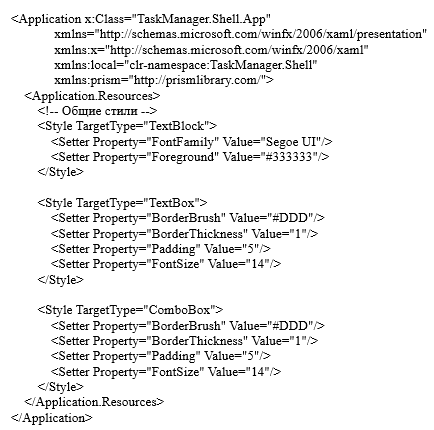 <Application x:Class="TaskManager.Shell.App"
xmlns="http://schemas.microsoft.com/winfx/2006/xaml/presentation"
xmlns:x="http://schemas.microsoft.com/winfx/2006/xaml"
xmlns:local="clr-namespace:TaskManager.Shell"
xmlns:prism="http://prismlibrary.com/">
<Application.Resources>
<!-- Общие стили -->
<Style TargetType="TextBlock">
<Setter Property="FontFamily" Value="Segoe UI"/>
<Setter Property="Foreground" Value="#333333"/>
</Style>
<Style TargetType="TextBox">
<Setter Property="BorderBrush" Value="#DDD"/>
<Setter Property="BorderThickness" Value="1"/>
<Setter Property="Padding" Value="5"/>
<Setter Property="FontSize" Value="14"/>
</Style>
<Style TargetType="ComboBox">
<Setter Property="BorderBrush" Value="#DDD"/>
<Setter Property="BorderThickness" Value="1"/>
<Setter Property="Padding" Value="5"/>
<Setter Property="FontSize" Value="14"/>
</Style>
</Application.Resources>
</Application>